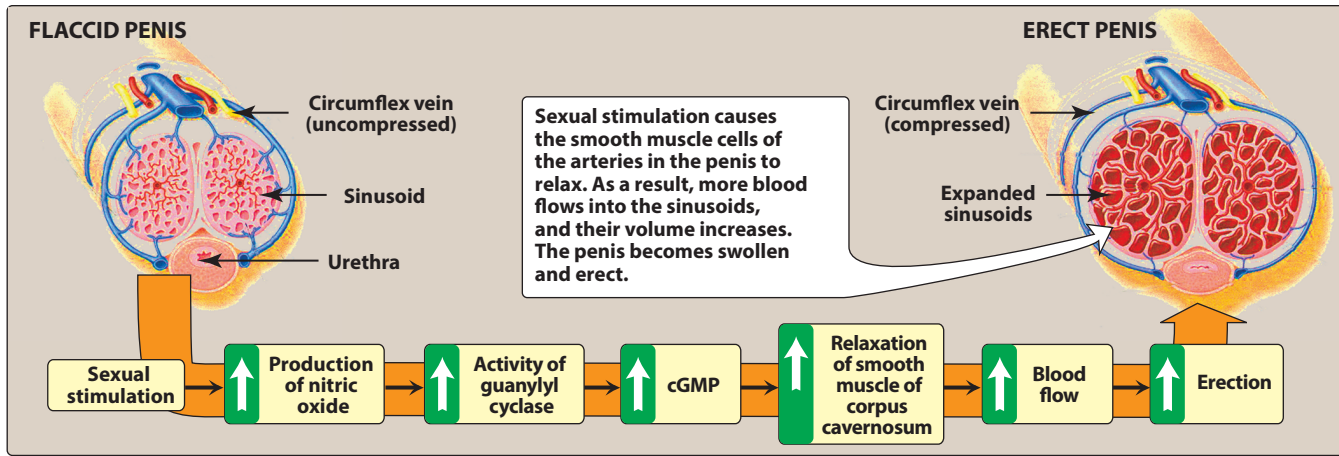 FLACCID PENIS
ERECT PENIS
Circumflex vein
(uncompressed)
Sinusoid
Urethra
Sexual stimulation causes
the smooth muscle cells of
the arteries in the penis to
relax. As a result, more blood
flows into the sinusoids,
and their volume increases.
The penis becomes swollen
and erect.
Circumflex vein
(compressed)
Expanded
sinusoids
Sexual
stimulation
Production
of nitric
oxide
Activity of
guanylyl
cyclase
cGMP
Relaxation
of smooth
muscle of
corpus
cavernosum
Blood
flow
Erection